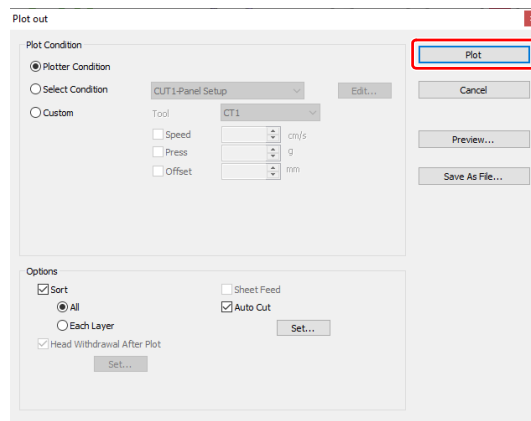 Plot out
Plot Condition
Plotter Condition
Select Condition
CUT1-Panel Setup
Edit...
Custom
Tool
CT1
Speed
cm/s
Press
g
Offset
mm
Plot
Cancel
Preview...
Save As File...
Options
Sort
Sheet Feed
All
Auto Cut
Each Layer
Set...
Head Withdrawal After Plot
Set...